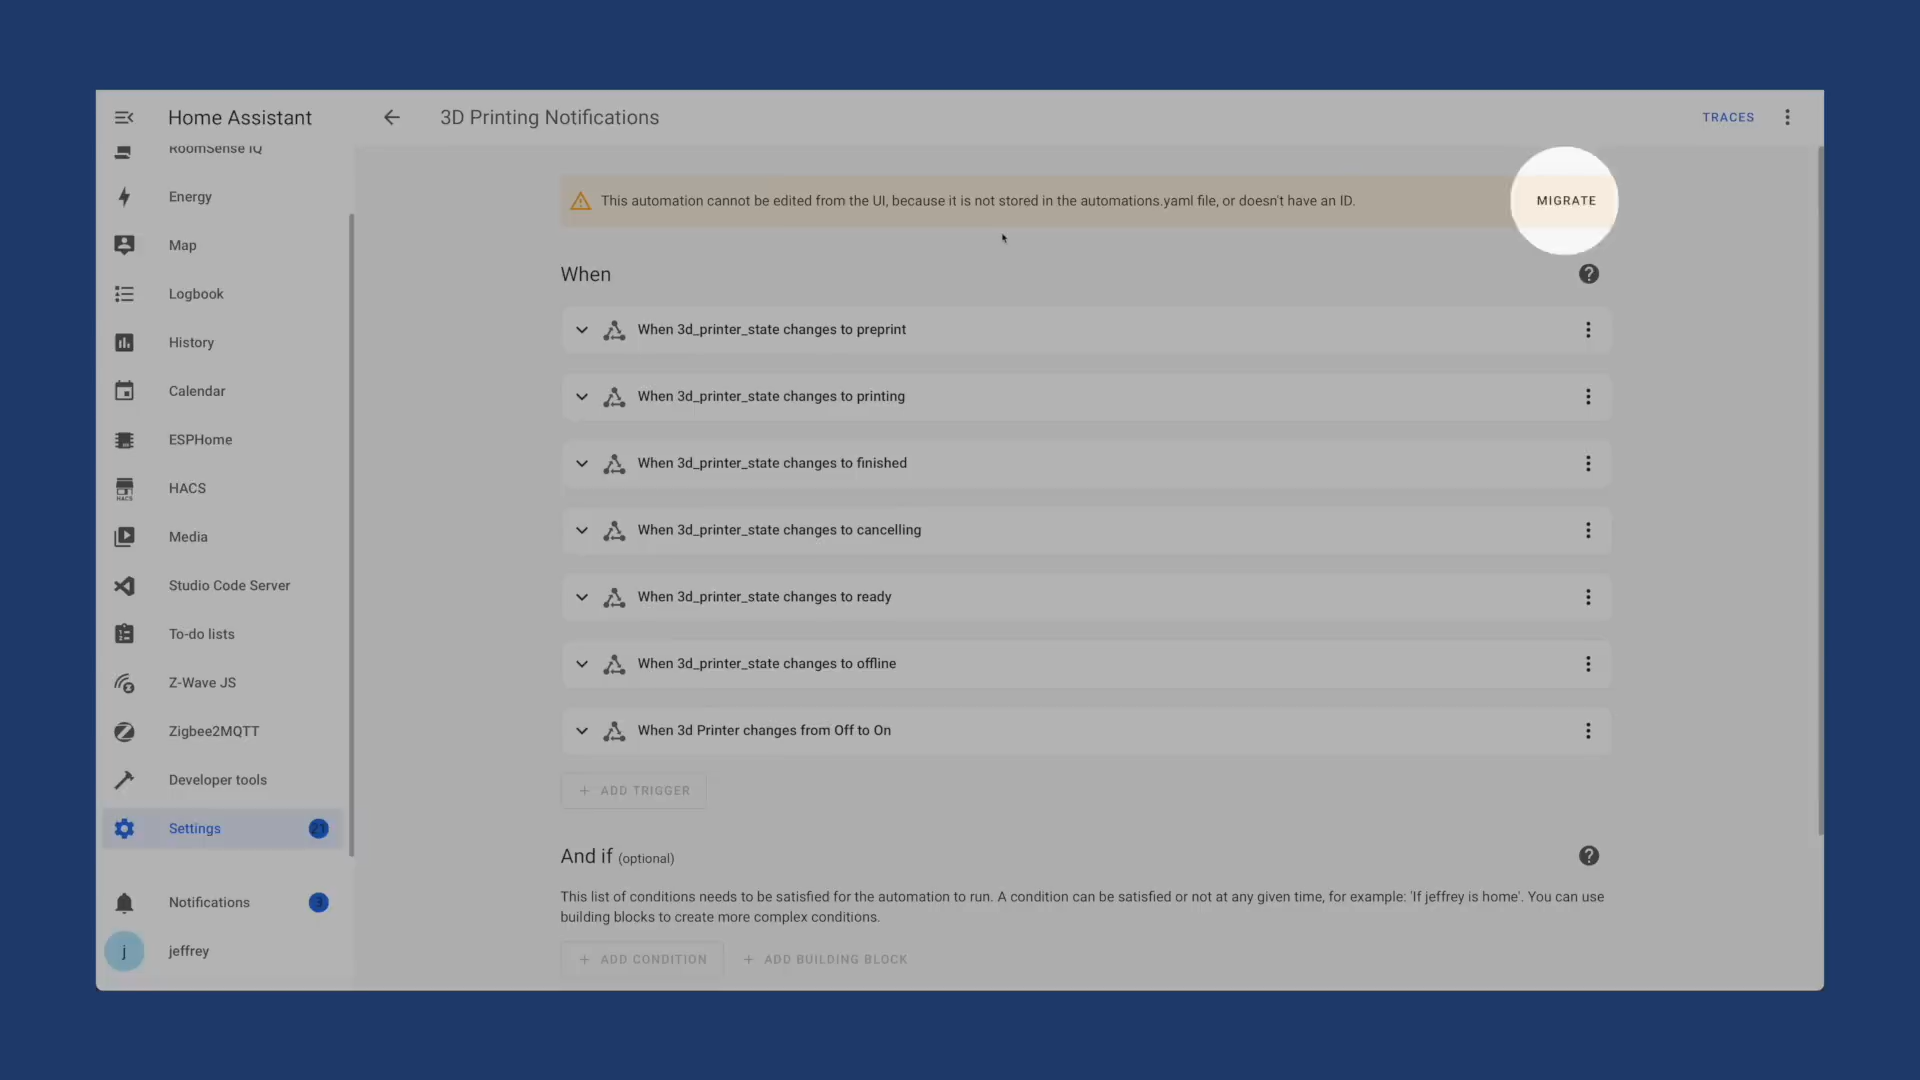 Home Assistant
3D Printing Notifications
TRACES
RoomSense IQ
Energy
Map
Logbook
History
Calendar
ESPHome
HACS
HACS
Media
Studio Code Server
To-do lists
Z-Wave JS
Zigbee2MQTT
Developer tools
Settings
21
Notifications
3
j
jeffrey
This automation cannot be edited from the UI, because it is not stored in the automations.yaml file, or doesn't have an ID.
MIGRATE
When
When 3d_printer_state changes to preprint
When 3d_printer_state changes to printing
When 3d_printer_state changes to finished
When 3d_printer_state changes to cancelling
When 3d_printer_state changes to ready
When 3d_printer_state changes to offline
When 3d Printer changes from Off to On
+ ADD TRIGGER
And if (optional)
This list of conditions needs to be satisfied for the automation to run. A condition can be satisfied or not at any given time, for example: 'If jeffrey is home'. You can use
building blocks to create more complex conditions.
+ ADD CONDITION
+ ADD BUILDING BLOCK